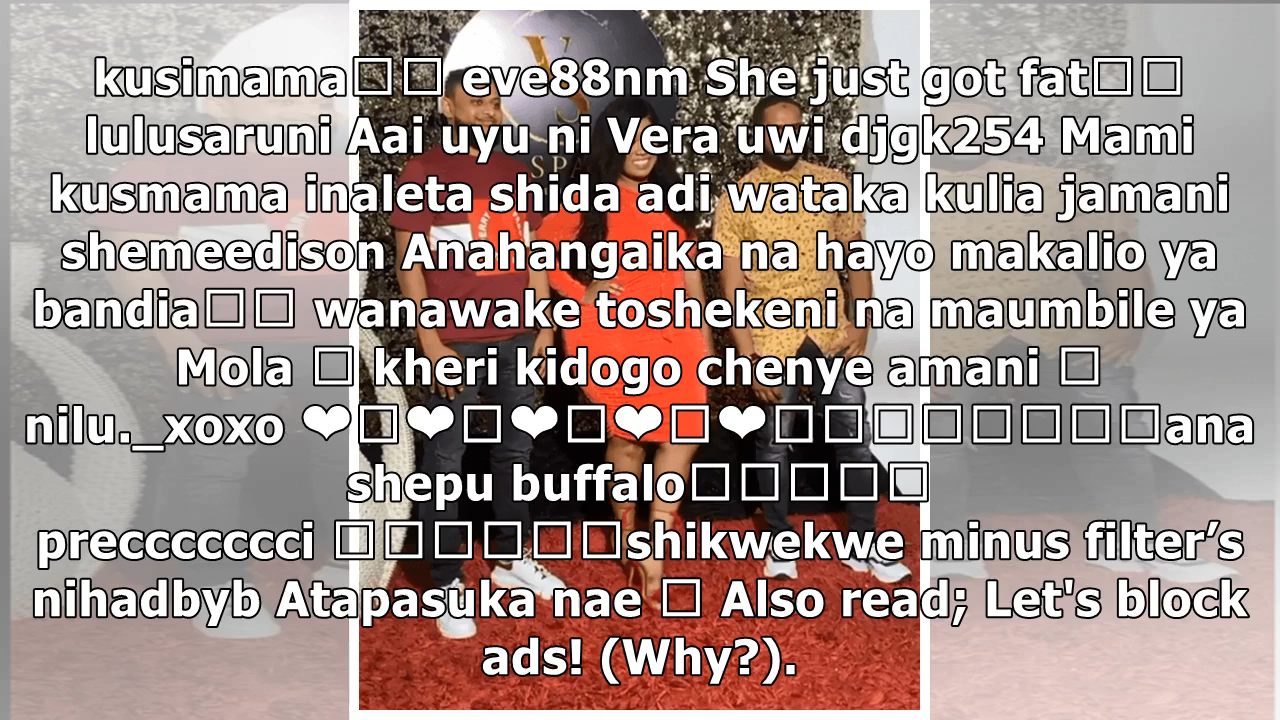 kusimama□□ eve88nm She just got fat□□
lulusaruni Aai uyu ni Vera uwi djgk254 Mami
kusmama inaleta shida adi wataka kulia jamani
shemeedison Anahangaika na hayo makalio ya
bandia□□ wanawake toshekeni na maumbile ya
Mola □ kheri kidogo chenye amani □
nilu._xoxo ❤□❤□❤□❤□❤□□□□□□□□ana
shepu buffalo□□□□□
preccccccci □□□□□□shikwekwe minus filter’s
nihadbyb Atapasuka nae □ Also read; Let's block
ads! (Why?).